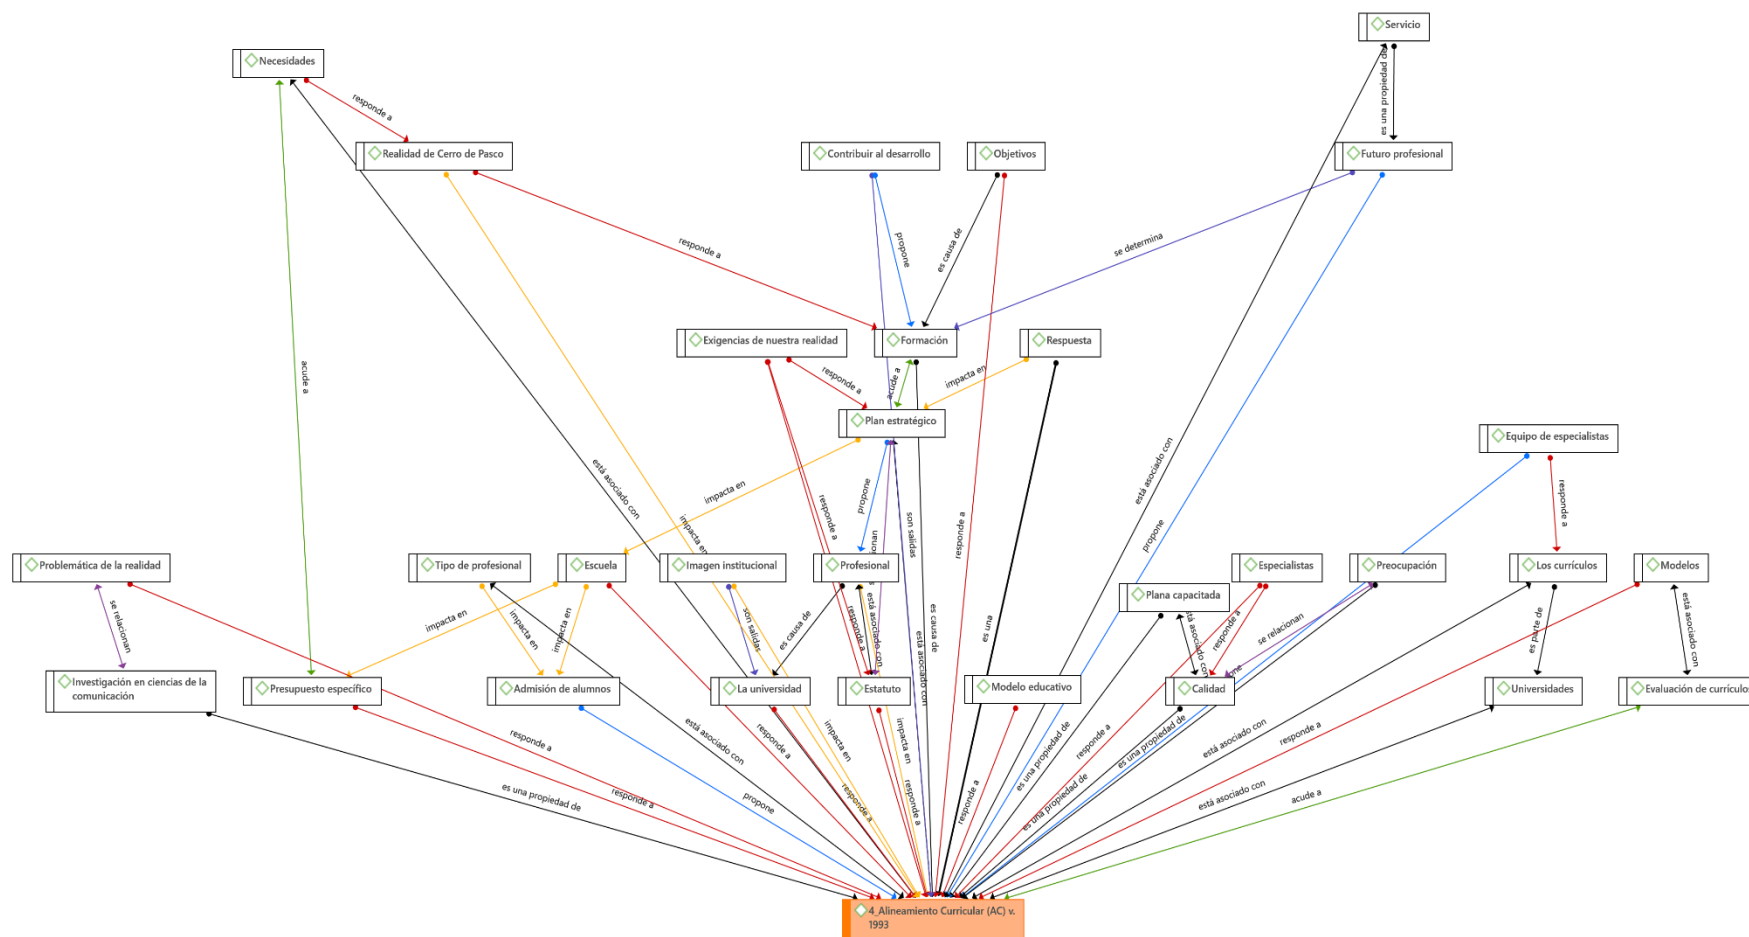 Servicio
Necesidades
es una propiedad de
responde a
Realidad de Cerro de Pasco
Contribuir al desarrollo
Objetivos
Futuro profesional
responde a
propone
es causa de
se determina
Exigencias de nuestra realidad
Formación
Respuesta
acude a
responde a
acude a
impacta en
Plan estratégico
Equipo de especialistas
está asociado con
está asociado con
impacta en
responde a
propone
son salidas
responde a
propone
responde a
impacta en
Problemática de la realidad
Tipo de profesional
Escuela
Imagen institucional
Profesional
Especialistas
Preocupación
Los currículos
Modelos
Plana capacitada
se relacionan
impacta en
impacta en
impacta en
son salidas
es causa de
responde a
está asociado con
es causa de
está asociado con
es una
está asociado con
responde a
se relacionan
es parte de
está asociado con
Investigación en ciencias de la
comunicación
Presupuesto específico
Admisión de alumnos
La universidad
Estatuto
Modelo educativo
Calidad
Universidades
Evaluación de currículos
responde a
está asociado con
responde a
impacta en
impacta en
es una propiedad de
responde a
es una propiedad de
está asociado con
responde a
es una propiedad de
responde a
propone
responde a
responde a
responde a
es una propiedad de
es una propiedad de
está asociado con
acude a
4_Alineamiento Curricular (AC) v.
1993